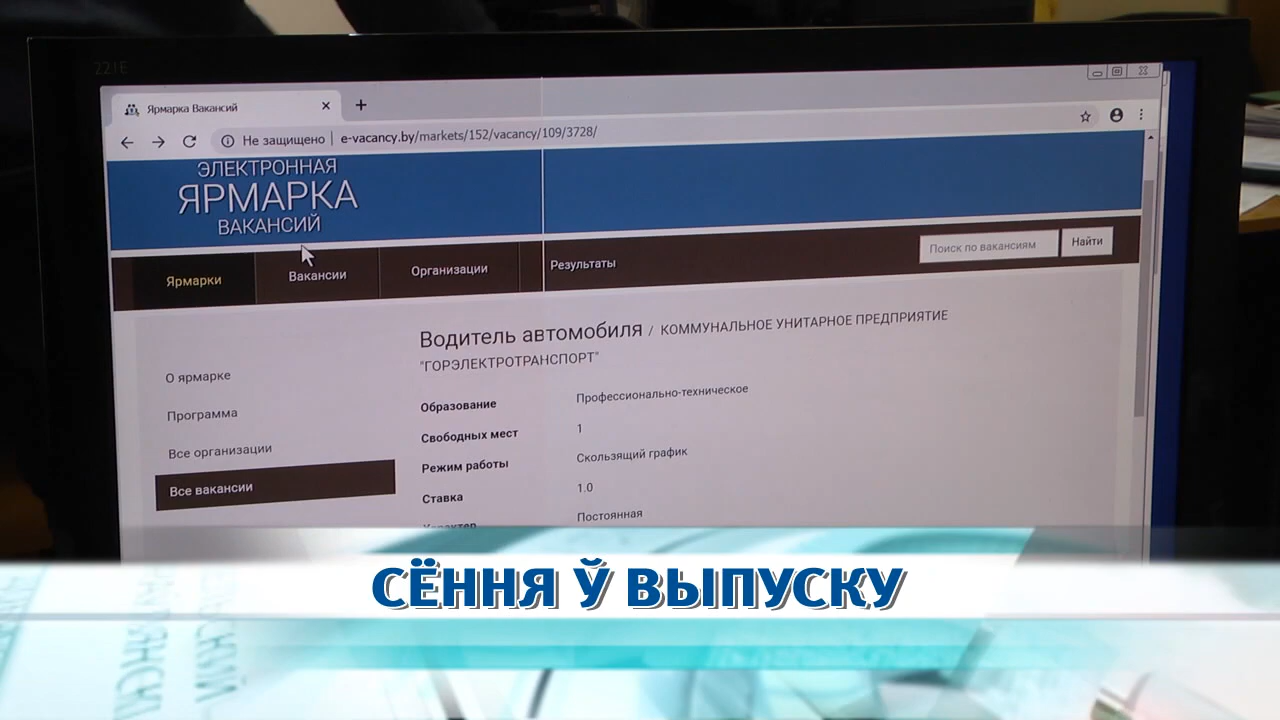 221E
Ярмарка Вакансий
Не защищено
e-vacancy.by/markets/152/vacancy/109/3728/
ЭЛЕКТРОННАЯ
ЯРМАРКА
ВАКАНСИЙ
Ярмарки
Вакансии
Организации
Результаты
Поиск по вакансиям
Найти
Водитель автомобиля / КОММУНАЛЬНОЕ УНИТАРНОЕ ПРЕДПРИЯТИЕ
"ГОРЭЛЕКТРОТРАНСПОРТ"
О ярмарке
Программа
Все организации
Все вакансии
Образование Профессионально-техническое
Свободных мест 1
Режим работы Скользящий график
Ставка 1.0
Характер Постоянная
СЁННЯ Ў ВЫПУСКУ